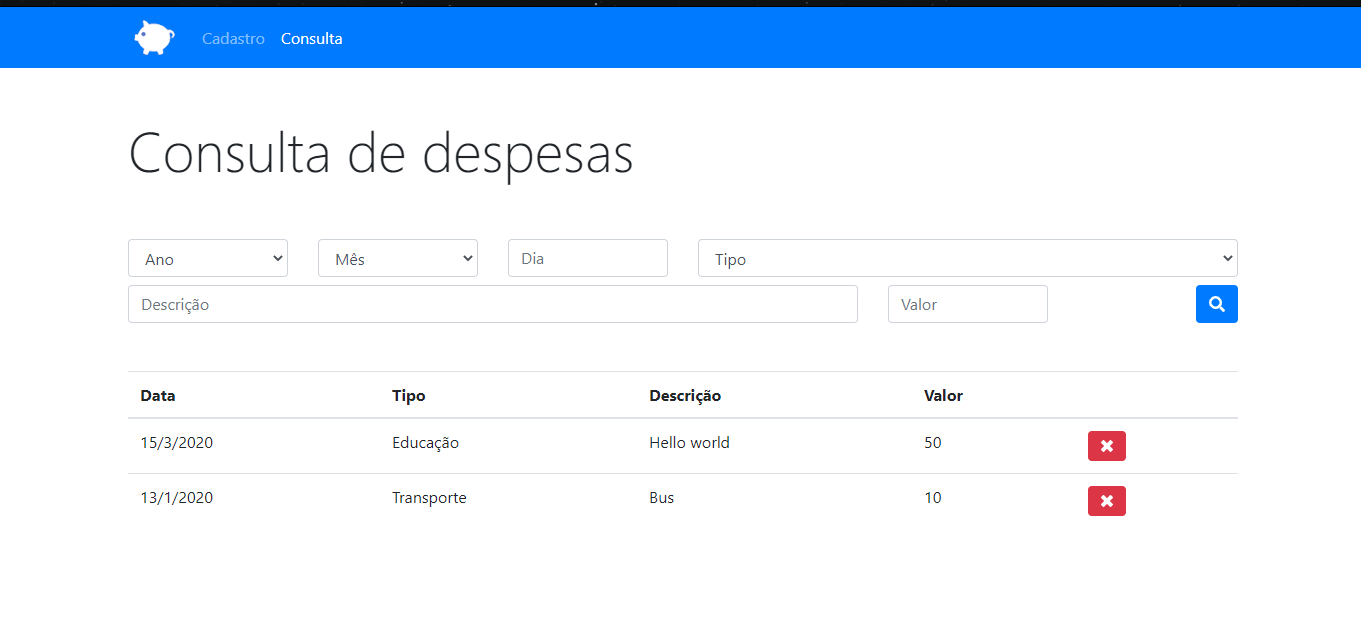 Cadastro Consulta
Consulta de despesas
Ano Mês Dia Tipo
Descrição Valor
Data Tipo Descrição Valor
15/3/2020 Educação Hello world 50
13/1/2020 Transporte Bus 10